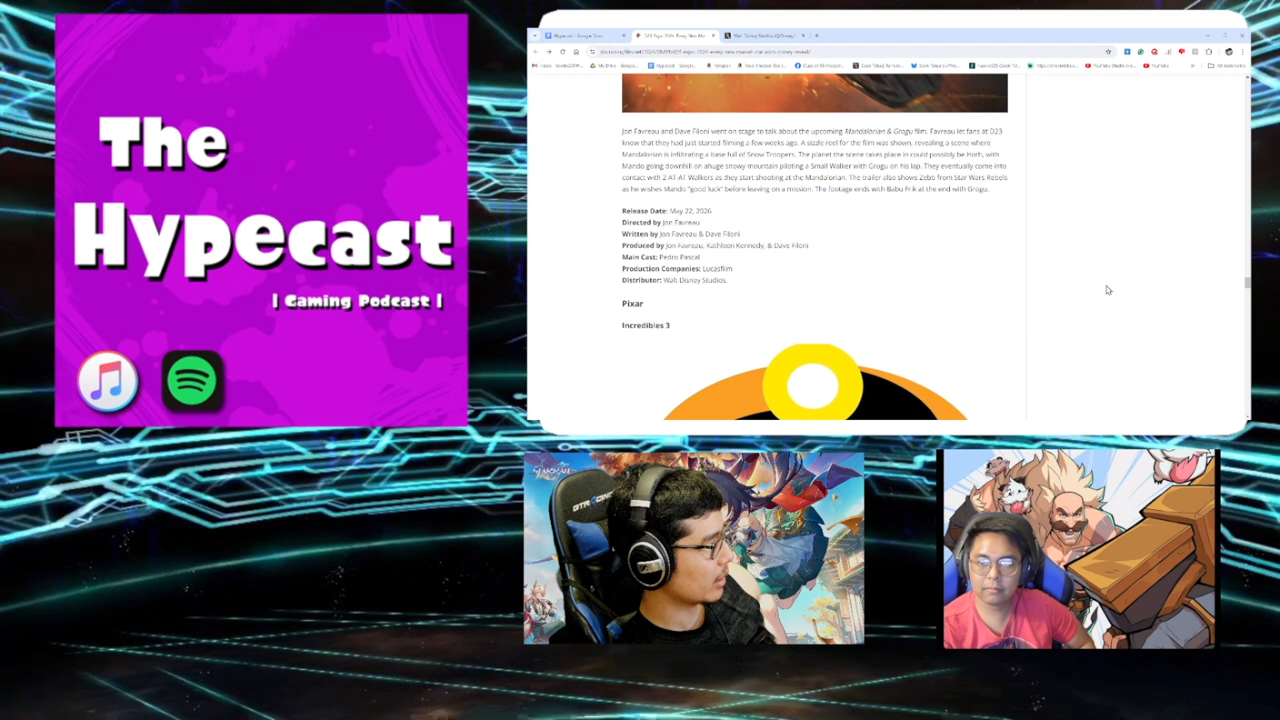 The
Hypecast
| Gaming Podcast |
Jon Favreau and Dave Filoni went on stage to talk about the upcoming Mandalorian & Grogu film. Favreau let fans at D23
know that they had just started filming a few weeks ago. A sizzle reel for the film was shown, revealing a scene where
Mandalorian is infiltrating a base full of Snow Troopers. The planet the scene takes place in could possibly be Hoth, with
Mando going downhill on ahuge snowy mountain piloting a Small Walker with Grogu on his lap. They eventually come into
contact with 2 AT-AT Walkers as they start shooting at the Mandalorian. The trailer also shows Zebe from Star Wars Rebels
as he wishes Mando "good luck" before leaving on a mission. The footage ends with Babu Frik at the end with Grogu.
Release Date: May 22, 2026
Directed by Jon Favreau
Written by Jon Favreau & Dave Filoni
Produced by Jon Favreau, Kathleen Kennedy, & Dave Filoni
Main Cast: Pedro Pascal
Production Companies: Lucasfilm
Distributor: Walt Disney Studios.
Pixar
Incredibles 3
GTRACING